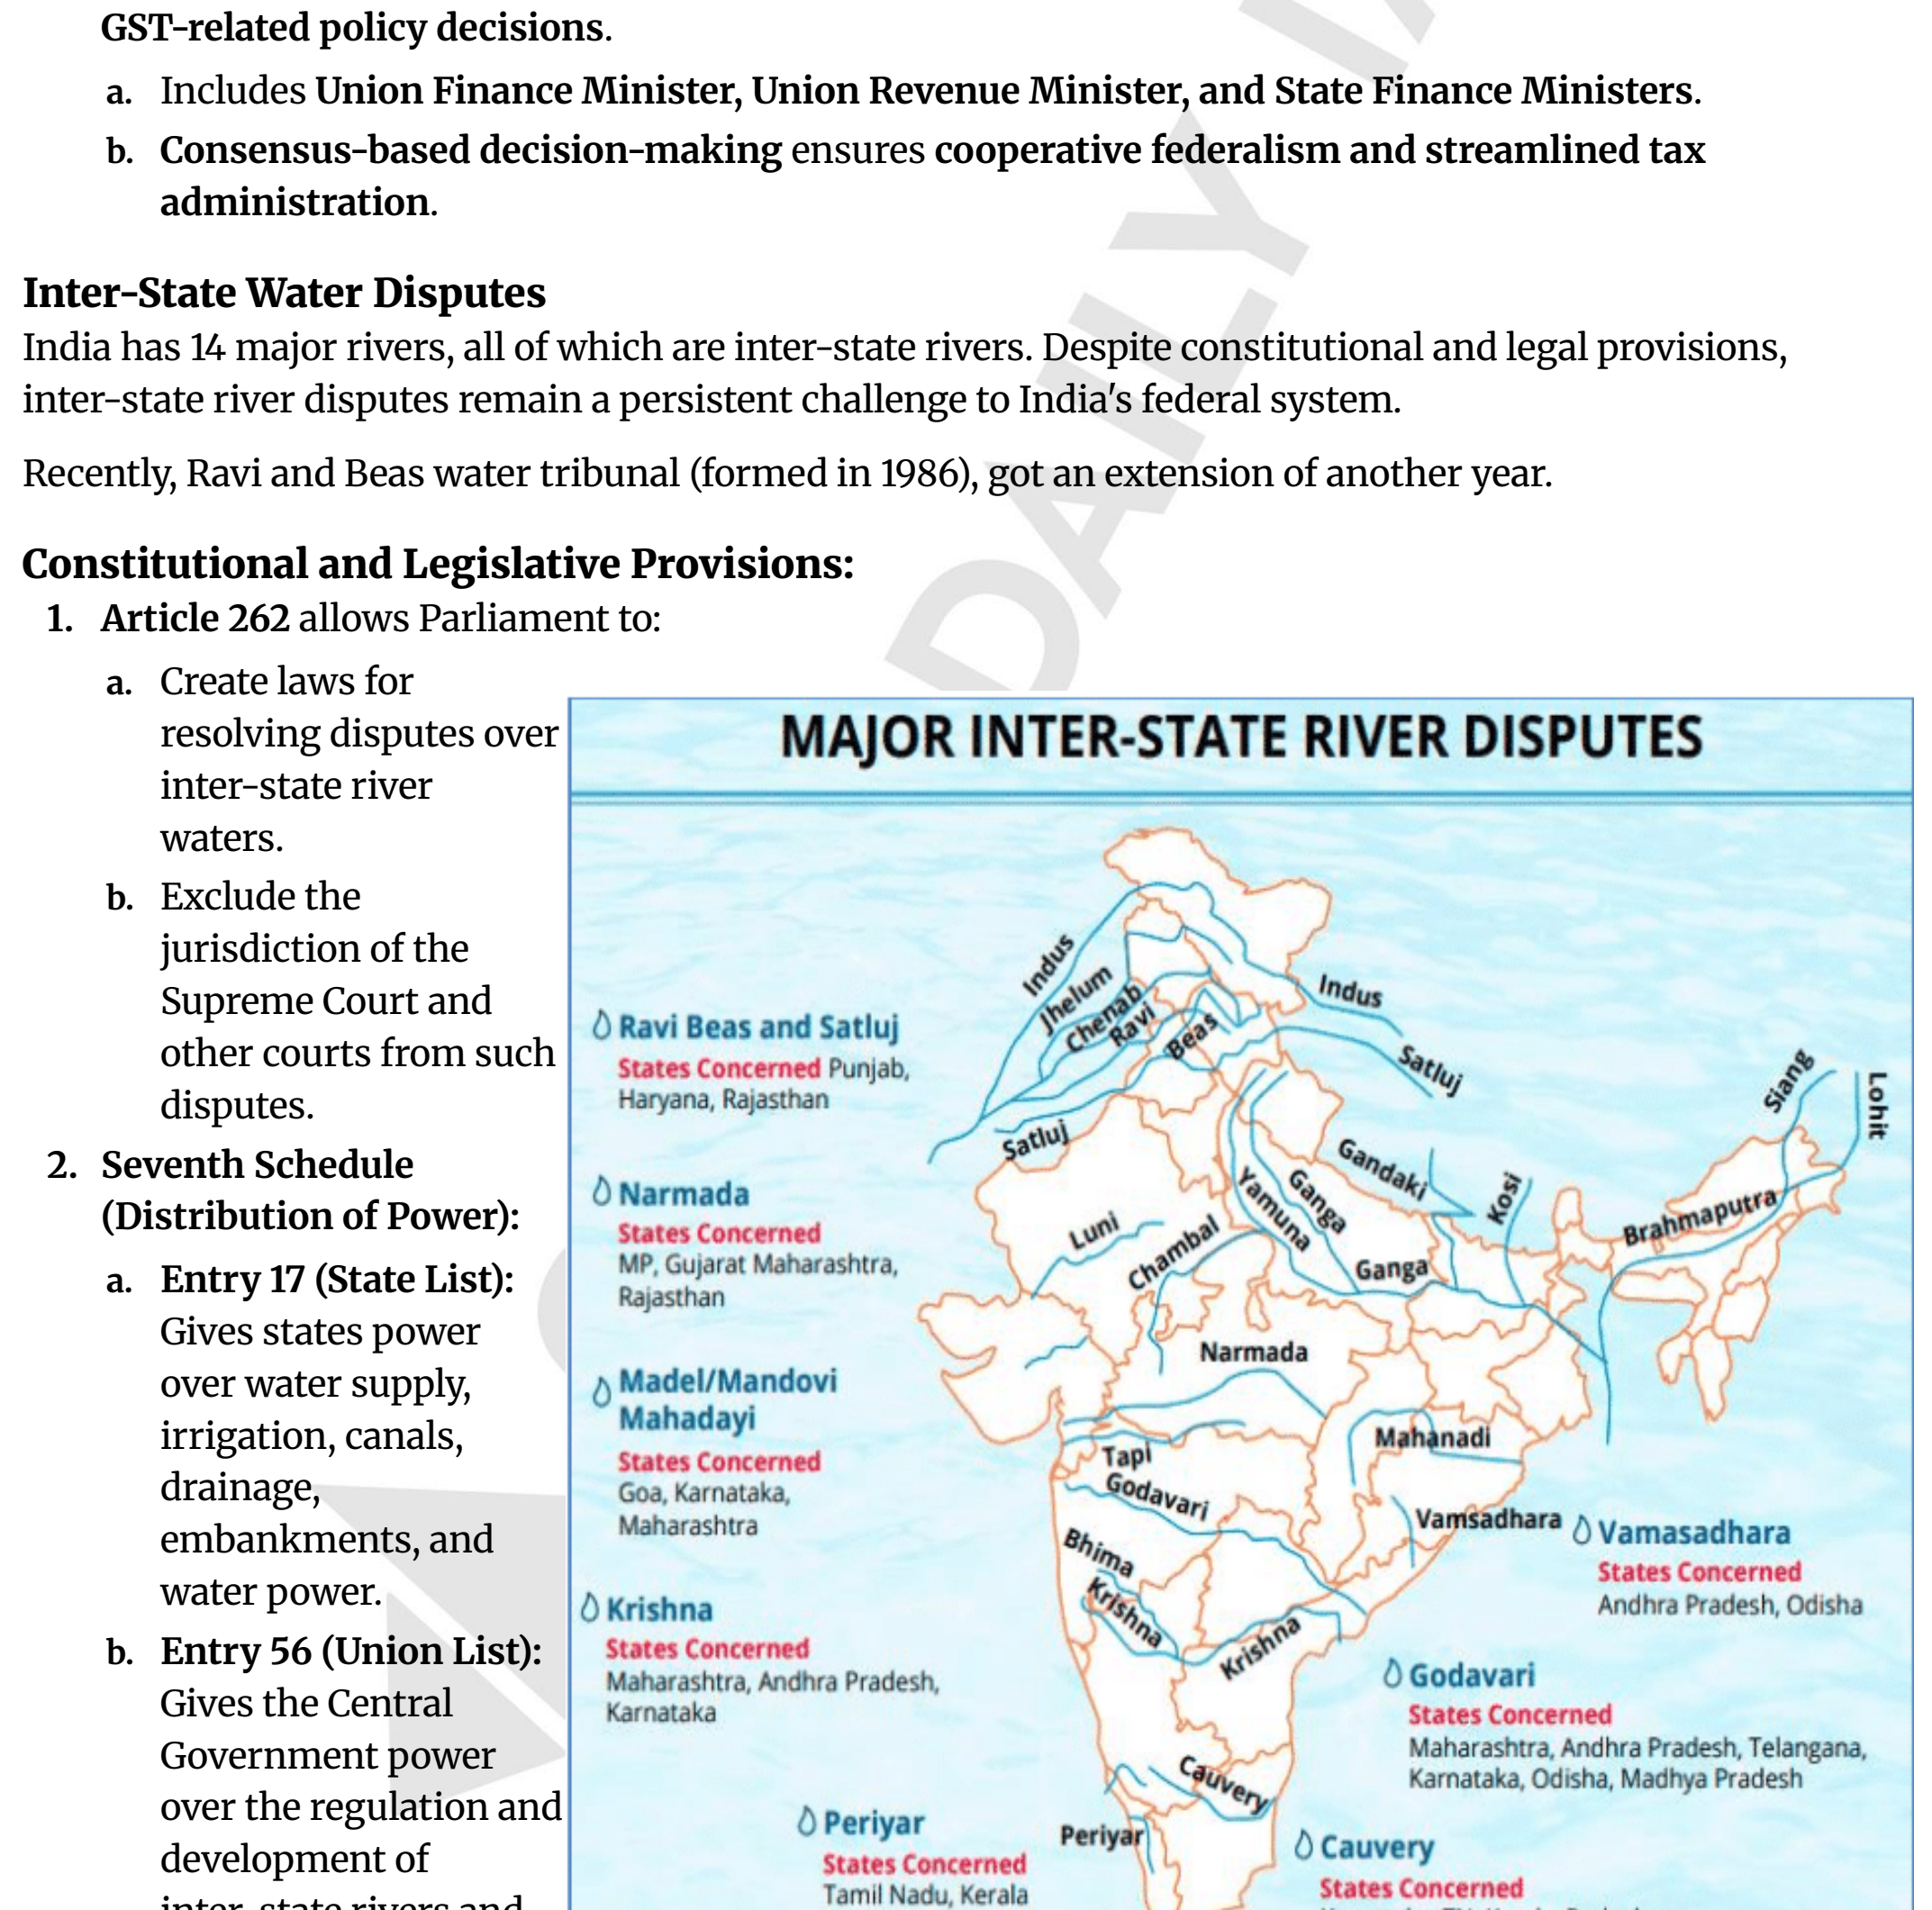 GST-related policy decisions.
a. Includes Union Finance Minister, Union Revenue Minister, and State Finance Ministers.
b. Consensus-based decision-making ensures cooperative federalism and streamlined tax
administration.
Inter-State Water Disputes
India has 14 major rivers, all of which are inter-state rivers. Despite constitutional and legal provisions,
inter-state river disputes remain a persistent challenge to India's federal system.
Recently, Ravi and Beas water tribunal (formed in 1986), got an extension of another year.
Constitutional and Legislative Provisions:
1. Article 262 allows Parliament to:
a. Create laws for
resolving disputes over
inter-state river
waters.
b. Exclude the
jurisdiction of the
Supreme Court and
other courts from such
disputes.
2. Seventh Schedule
(Distribution of Power):
a. Entry 17 (State List):
Gives states power
over water supply,
irrigation, canals,
drainage,
embankments, and
water power.
b. Entry 56 (Union List):
Gives the Central
Government power
over the regulation and
development of
inter-state rivers and
MAJOR INTER-STATE RIVER DISPUTES
Ravi Beas and Satluj
States Concerned Punjab,
Haryana, Rajasthan
Narmada
States Concerned
MP, Gujarat Maharashtra,
Rajasthan
Madel/Mandovi
Mahadayi
States Concerned
Goa, Karnataka,
Maharashtra
Krishna
States Concerned
Maharashtra, Andhra Pradesh,
Karnataka
Periyar
States Concerned
Tamil Nadu, Kerala
Indus
Jhelum
Chenab
Ravi
Beas
Indus
Satluj
Satluj
Siang
Lohit
Gandaki
Kosi
Yamuna
Ganga
Ganga
Brahmaputra
Luni
Chambal
Narmada
Mahanadi
Tapi
Godavari
Vamsadhara
Bhima
Krishna
Krishna
Cauvery
Periyar
Vamasadhara
States Concerned
Andhra Pradesh, Odisha
Godavari
States Concerned
Maharashtra, Andhra Pradesh, Telangana,
Karnataka, Odisha, Madhya Pradesh
Cauvery
States Concerned
DAILY